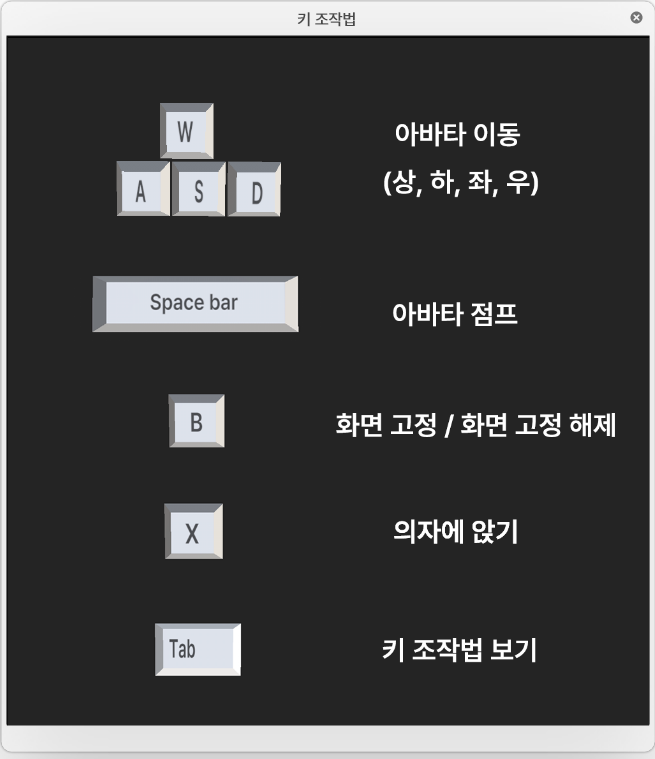 키 조작법
W
아바타 이동
A S D
(상, 하, 좌, 우)
Space bar
아바타 점프
B
화면 고정 / 화면 고정 해제
X
의자에 앉기
Tab
키 조작법 보기